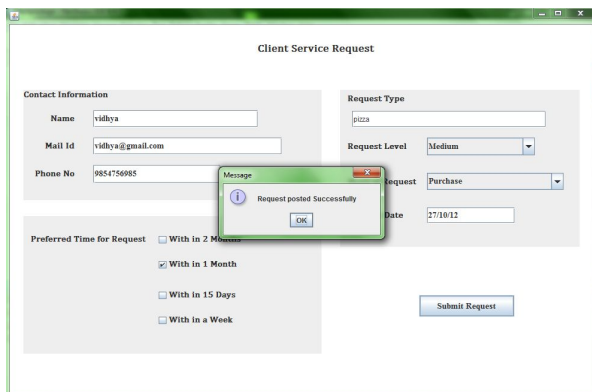 Client Service Request
Contact Information
Name vidhya
Mail Id vidhya@gmail.com
Phone No 9854756985
Request Type
pizza
Request Level Medium
Request Purchase
Date 27/10/12
Message
Request posted Successfully
OK
Preferred Time for Request
With in 2 Months
With in 1 Month
With in 15 Days
With in a Week
Submit Request